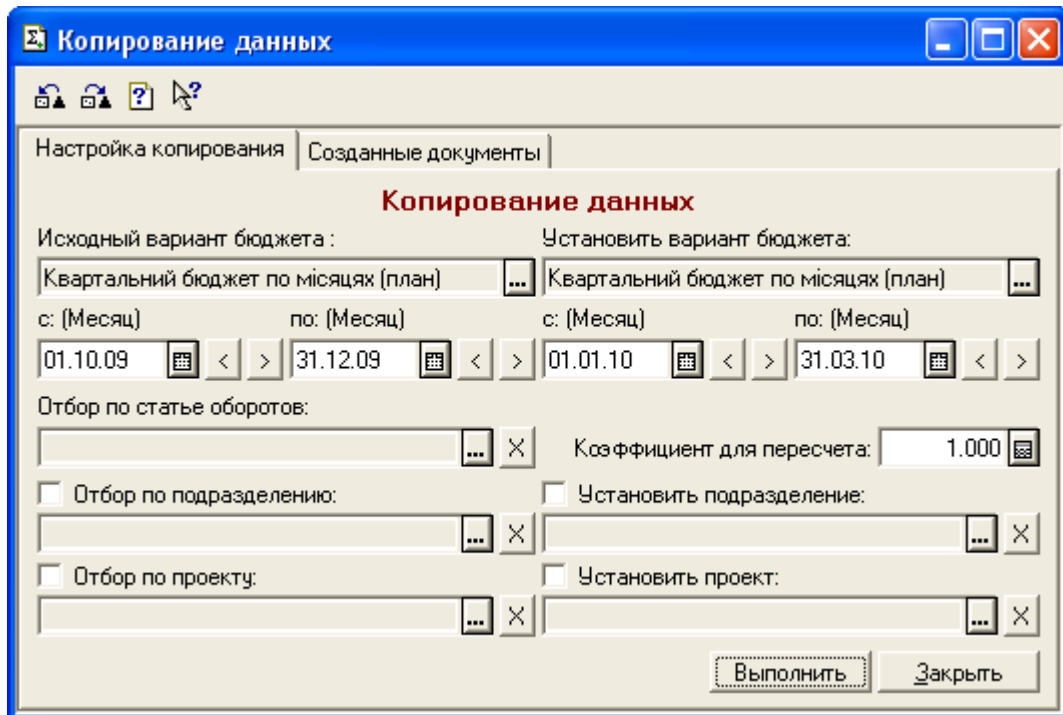 Копирование данных
Настройка копирования Созданные документы
Копирование данных
Исходный вариант бюджета : Установить вариант бюджета:
Квартальний бюджет по місяцях (план) ... Квартальний бюджет по місяцях (план) ...
с: (Месяц) по: (Месяц) с: (Месяц) по: (Месяц)
01.10.09 < > 31.12.09 < > 01.01.10 < > 31.03.10 < >
Отбор по статье оборотов:
... X Коэффициент для пересчета: 1.000
Отбор по подразделению: Установить подразделение:
... X ... X
Отбор по проекту: Установить проект:
... X ... X
Выполнить Закрыть